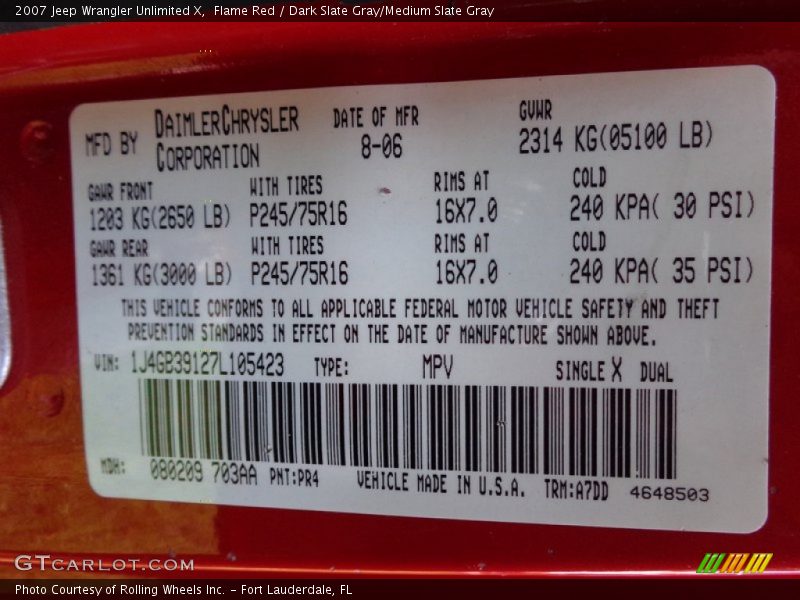 2007 Jeep Wrangler Unlimited X,  Flame Red / Dark Slate Gray/Medium Slate Gray
MFD BY DAIMLERCHRYSLER CORPORATION DATE OF MFR 8-06 GVWR 2314 KG(05100 LB)
GAWR FRONT WITH TIRES RIMS AT COLD
1203 KG(2650 LB) P245/75R16 16X7.0 240 KPA( 30 PSI)
GAWR REAR WITH TIRES RIMS AT COLD
1361 KG(3000 LB) P245/75R16 16X7.0 240 KPA( 35 PSI)
THIS VEHICLE CONFORMS TO ALL APPLICABLE FEDERAL MOTOR VEHICLE SAFETY AND THEFT
PREVENTION STANDARDS IN EFFECT ON THE DATE OF MANUFACTURE SHOWN ABOVE.
VIN: 1J4GB39127L105423 TYPE: MPV SINGLE X DUAL
MDH: 080209 703AA PNT:PR4 VEHICLE MADE IN U.S.A. TRM:A7DD 4648503
GTCARLOT.COM
Photo Courtesy of Rolling Wheels Inc. - Fort Lauderdale, FL